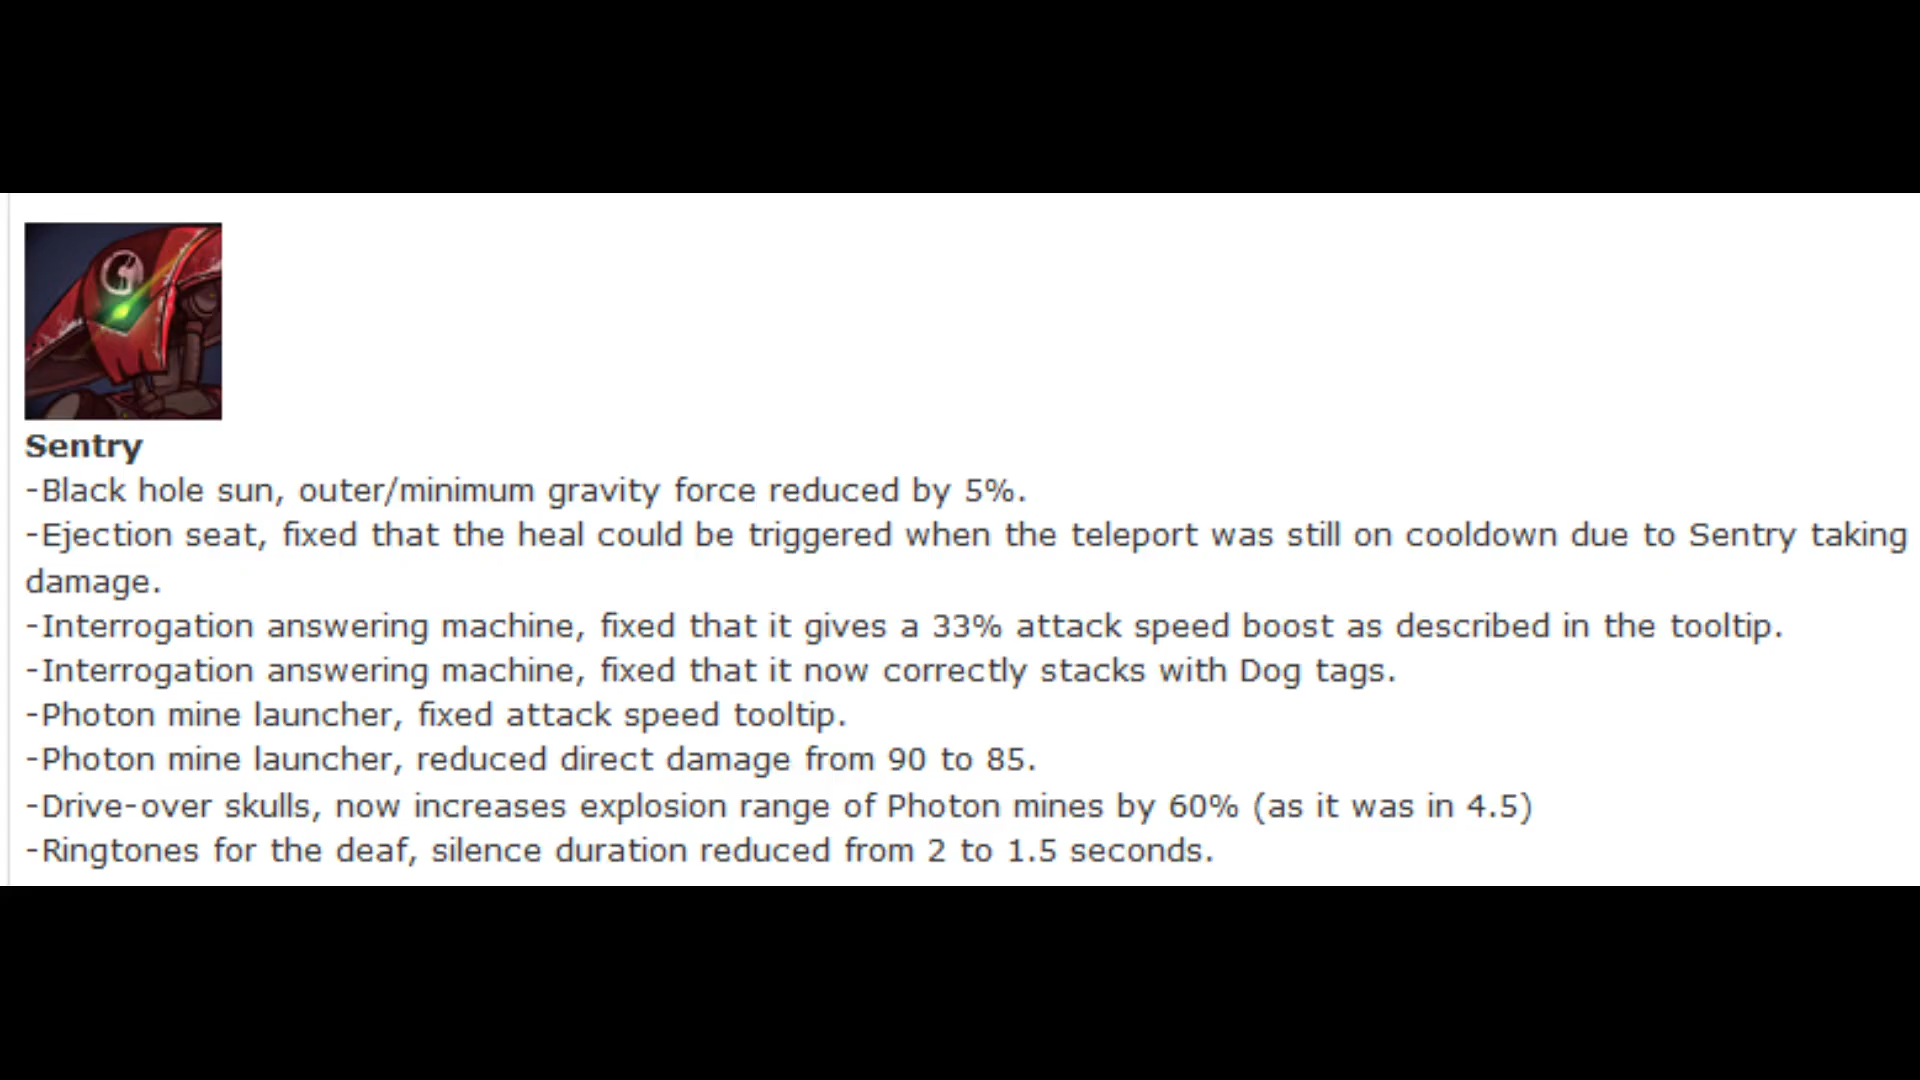 Sentry
-Black hole sun, outer/minimum gravity force reduced by 5%.
-Ejection seat, fixed that the heal could be triggered when the teleport was still on cooldown due to Sentry taking
damage.
-Interrogation answering machine, fixed that it gives a 33% attack speed boost as described in the tooltip.
-Interrogation answering machine, fixed that it now correctly stacks with Dog tags.
-Photon mine launcher, fixed attack speed tooltip.
-Photon mine launcher, reduced direct damage from 90 to 85.
-Drive-over skulls, now increases explosion range of Photon mines by 60% (as it was in 4.5)
-Ringtones for the deaf, silence duration reduced from 2 to 1.5 seconds.